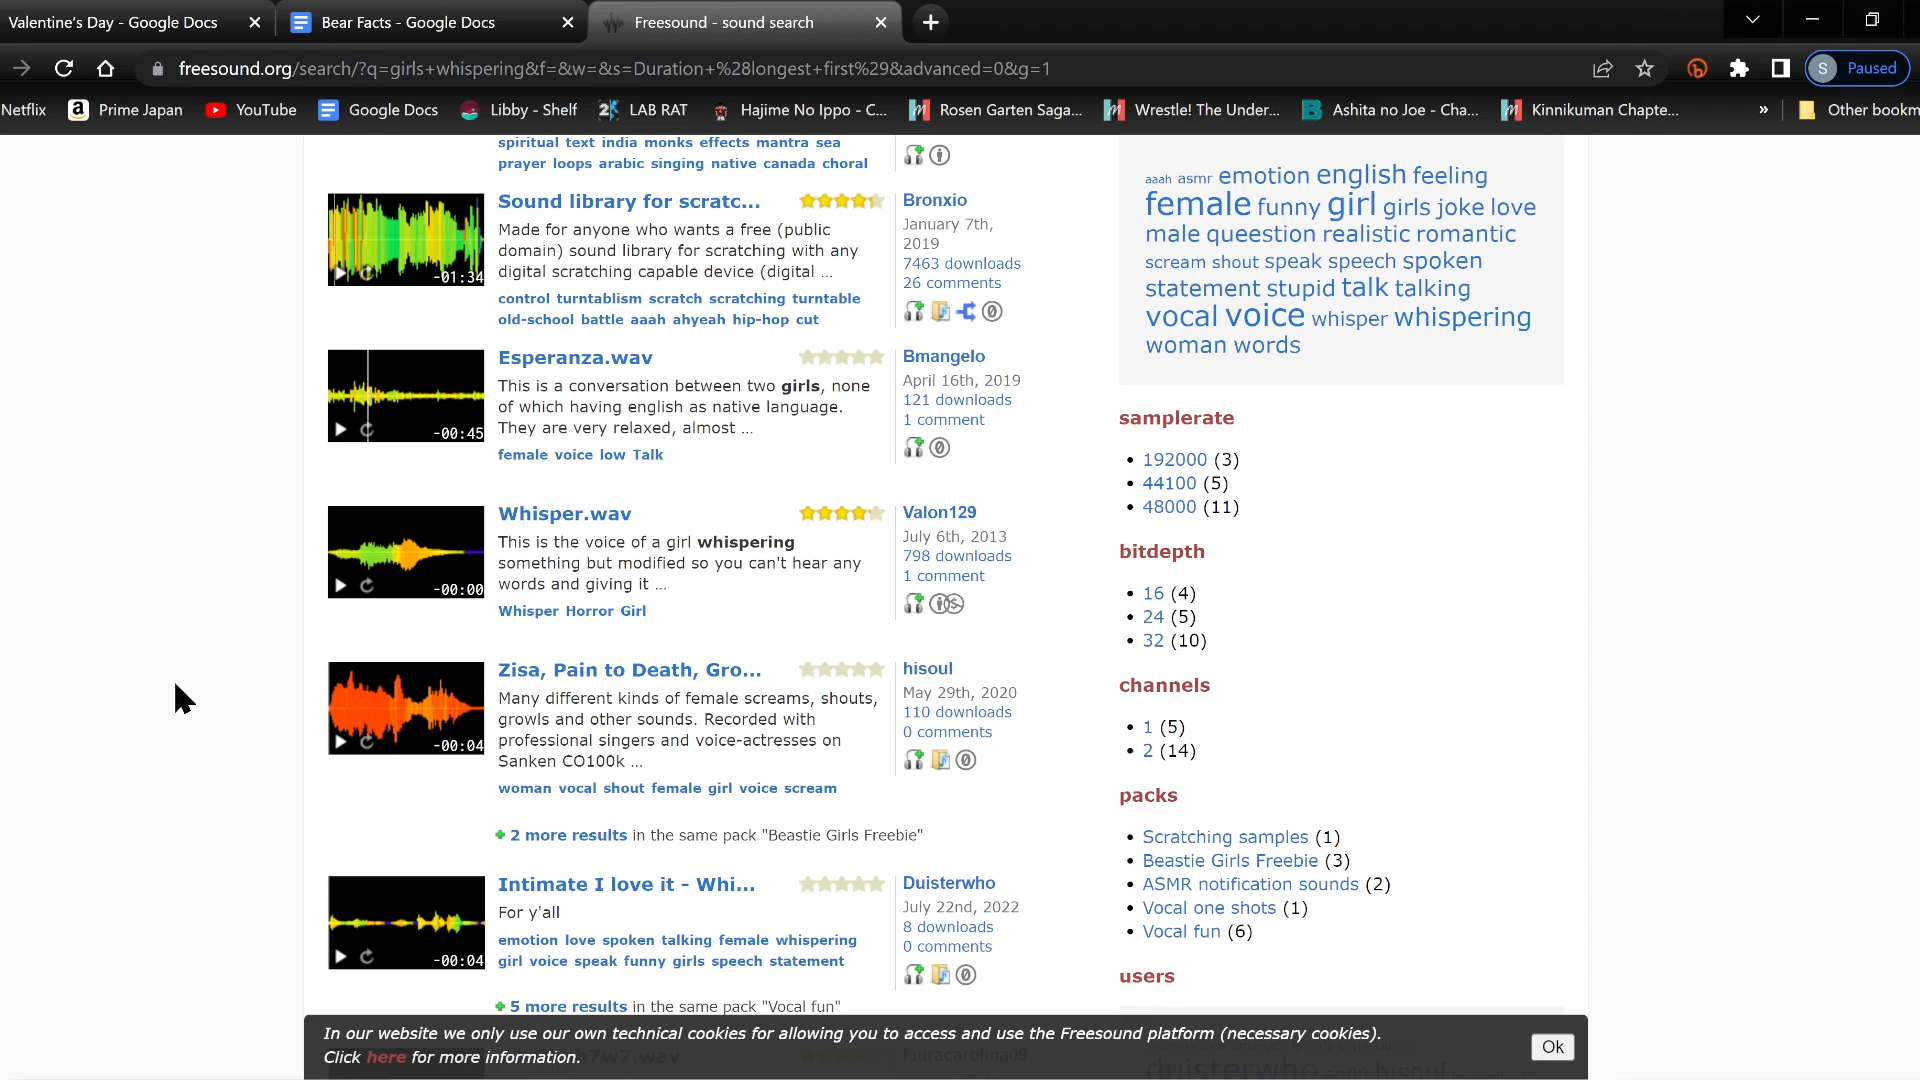 Valentine's Day - Google Docs
Bear Facts - Google Docs
Freesound - sound search
freesound.org/search/?q=girls+whispering&f=&w=&s=Duration+%28longest+first%29&advanced=0&g=1
S Paused
Netflix
Prime Japan
YouTube
Google Docs
Libby - Shelf
LAB RAT
Hajime No Ippo - C...
Rosen Garten Saga...
Wrestle! The Under...
Ashita no Joe - Cha...
Kinnikuman Chapte...
»
Other bookm
spiritual text india monks effects mantra sea
prayer loops arabic singing native canada choral
Sound library for scratc...
Made for anyone who wants a free (public
domain) sound library for scratching with any
digital scratching capable device (digital ...
control turntablism scratch scratching turntable
old-school battle aaah ahyeah hip-hop cut
-01:34
Bronxio
January 7th,
2019
7463 downloads
26 comments
Esperanza.wav
This is a conversation between two girls, none
of which having english as native language.
They are very relaxed, almost ...
female voice low Talk
-00:45
Bmangelo
April 16th, 2019
121 downloads
1 comment
Whisper.wav
This is the voice of a girl whispering
something but modified so you can't hear any
words and giving it ...
Whisper Horror Girl
-00:00
Valon129
July 6th, 2013
798 downloads
1 comment
Zisa, Pain to Death, Gro...
Many different kinds of female screams, shouts,
growls and other sounds. Recorded with
professional singers and voice-actresses on
Sanken CO100k ...
woman vocal shout female girl voice scream
-00:04
hisoul
May 29th, 2020
110 downloads
0 comments
2 more results in the same pack "Beastie Girls Freebie"
Intimate I love it - Whi...
For y'all
emotion love spoken talking female whispering
girl voice speak funny girls speech statement
-00:04
Duisterwho
July 22nd, 2022
8 downloads
0 comments
5 more results in the same pack "Vocal fun"
aaah asmr emotion english feeling
female funny girl girls joke love
male queestion realistic romantic
scream shout speak speech spoken
statement stupid talk talking
vocal voice whisper whispering
woman words
samplerate
192000 (3)
44100 (5)
48000 (11)
bitdepth
16 (4)
24 (5)
32 (10)
channels
1 (5)
2 (14)
packs
Scratching samples (1)
Beastie Girls Freebie (3)
ASMR notification sounds (2)
Vocal one shots (1)
Vocal fun (6)
users
In our website we only use our own technical cookies for allowing you to access and use the Freesound platform (necessary cookies).
Click here for more information.
Ok
lauracarolina09
duisterwho
hisoul